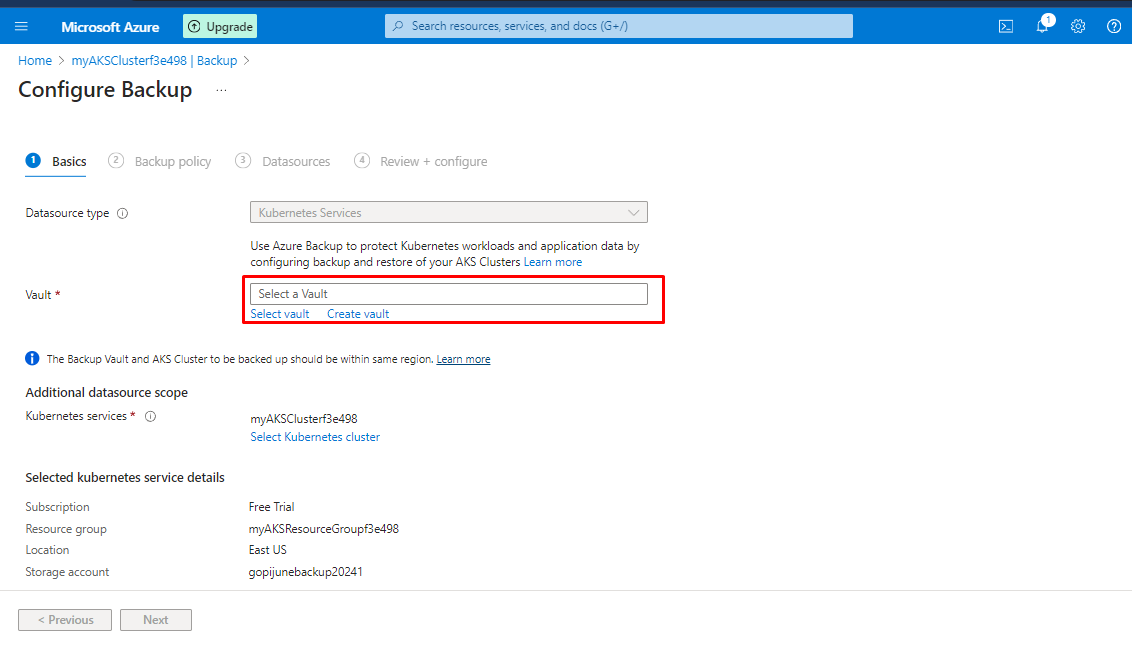 Microsoft Azure
Upgrade
Search resources, services, and docs (G+/)
1
Home > myAKSClusterf3e498 | Backup >
Configure Backup ...
1 Basics 2 Backup policy 3 Datasources 4 Review + configure
Datasource type
Kubernetes Services
Use Azure Backup to protect Kubernetes workloads and application data by
configuring backup and restore of your AKS Clusters Learn more
Vault *
Select a Vault
Select vault Create vault
The Backup Vault and AKS Cluster to be backed up should be within same region. Learn more
Additional datasource scope
Kubernetes services *
myAKSClusterf3e498
Select Kubernetes cluster
Selected kubernetes service details
Subscription Free Trial
Resource group myAKSResourceGroupf3e498
Location East US
Storage account gopijunebackup20241
< Previous Next